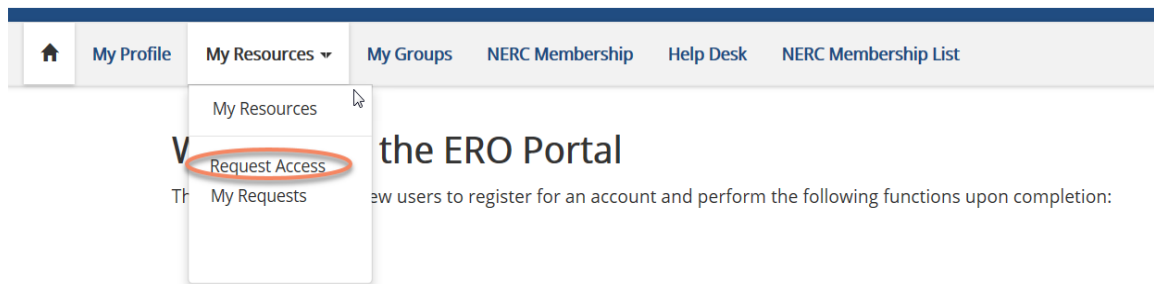 My Profile My Resources My Groups NERC Membership Help Desk NERC Membership List
My Resources
the ERO Portal
Request Access
My Requests
ew users to register for an account and perform the following functions upon completion: